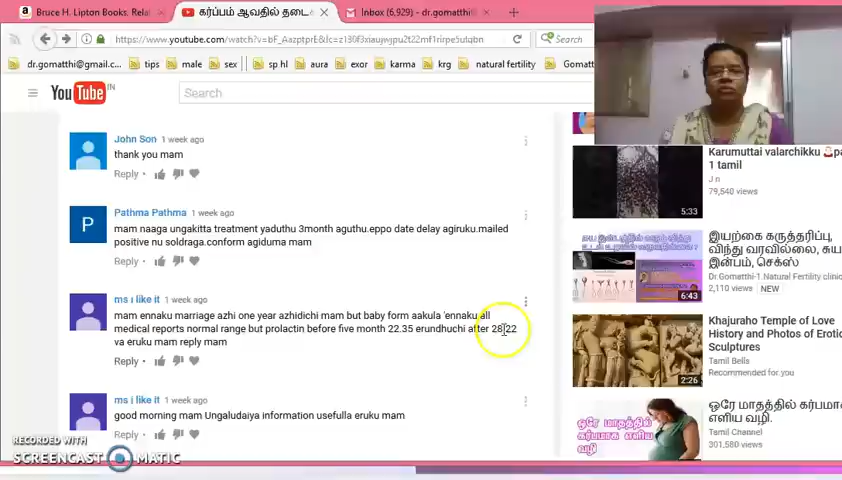 Bruce H. Lipton Books. Rela
கர்ப்பம் ஆவதில் தடை
Inbox (6,929) - dr.gomatthi
Search
dr.gomatthi@gmail.c...
tips
male
sex
sp hl
aura
exor
karma
krg
natural fertility
Gomatt
YouTube IN
Search
John Son 1 week ago
thank you mam
Reply
Pathma Pathma 1 week ago
mam naaga ungakitta treatment yaduthu 3month aguthu.eppo date delay agiruku.mailed
positive nu soldraga.conform agiduma mam
Reply
ms i like it 1 week ago
mam ennaku marriage azhi one year azhidichi mam but baby form aakula 'ennaku all
medical reports normal range but prolactin before five month 22.35 erundhuchi after 28.22
va eruku mam reply mam
Reply
ms i like it 1 week ago
good morning mam Ungaludaiya information usefulla eruku mam
Reply
Karumuttai valarchikku
1 tamil
J n
79,540 views
5:33
இயற்கை கருத்தரிப்பு,
விந்து வரவில்லை, சுய
இன்பம், செக்ஸ்
Dr.Gomatthi-1 Natural Fertility clinic
2,110 views NEW
6:43
Khajuraho Temple of Love
History and Photos of Erotic
Sculptures
Tamil Bells
Recommended for you
2:26
ஒரே மாதத்தில் கர்ப்பமாக
எளிய வழி
ஒரே மாதத்தில் கர்பமாக
எளிய வழி.
Tamil Channel
301,580 views
RECORDED WITH
SCREENCAST MATIC